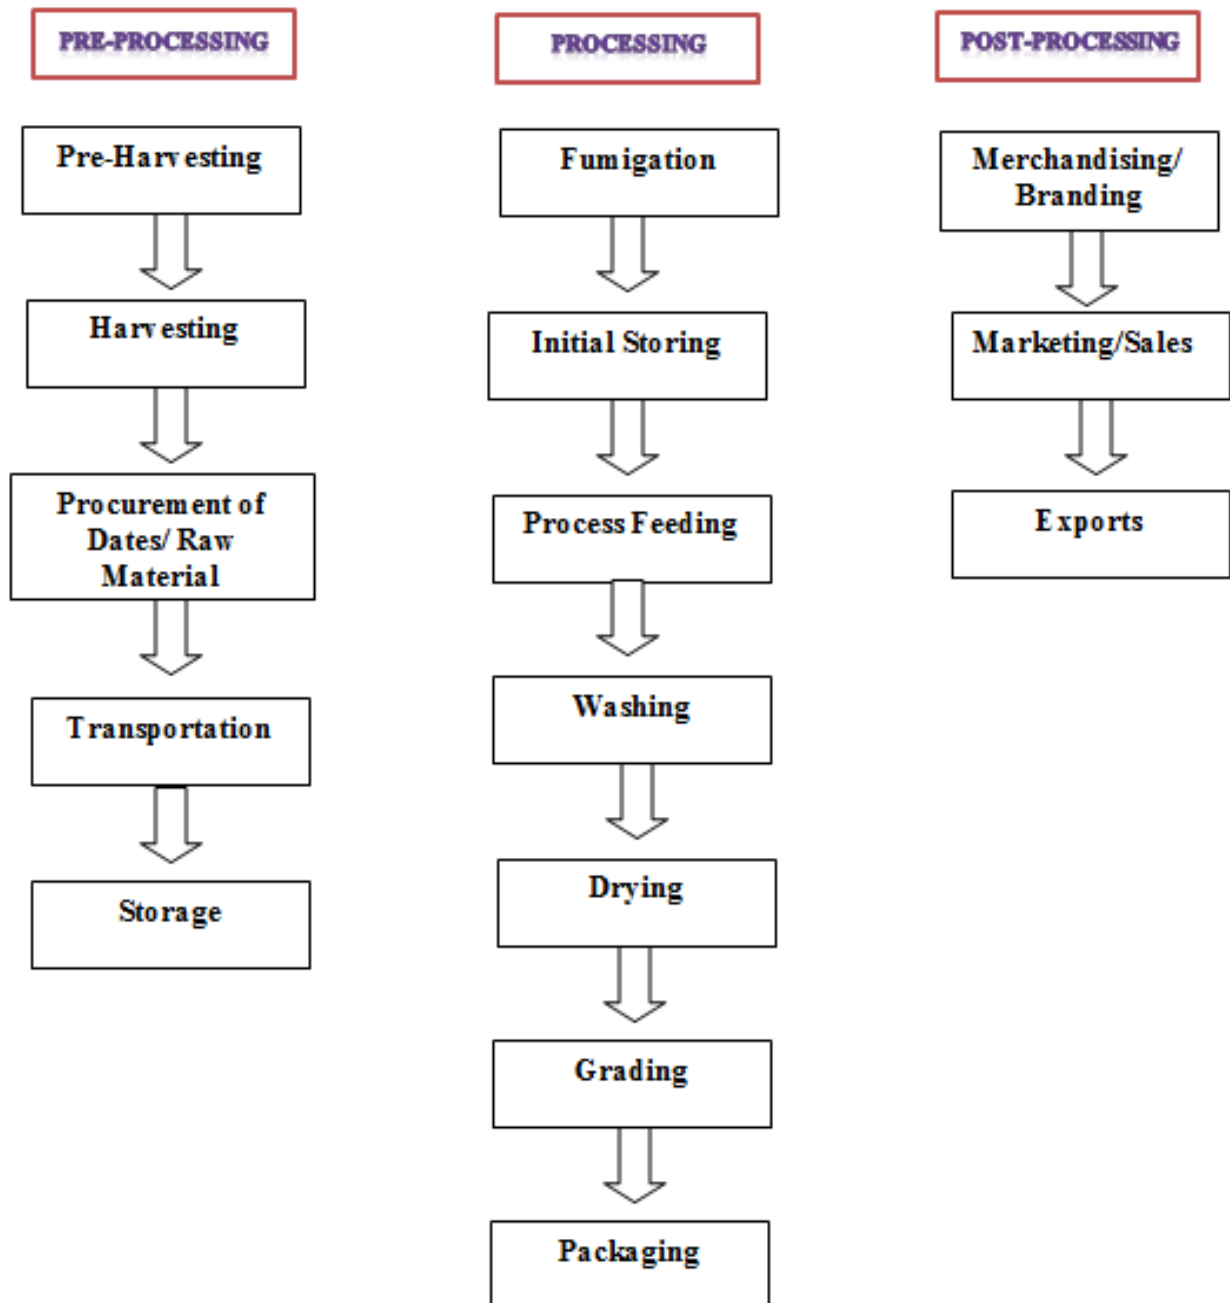 PRE-PROCESSING
Pre-Harvesting
Harvesting
Procurement of
Dates/ Raw
Material
Transportation
Storage
PROCESSING
Fumigation
Initial Storing
Process Feeding
Washing
Drying
Grading
Packaging
POST-PROCESSING
Merchandising/
Branding
Marketing/Sales
Exports